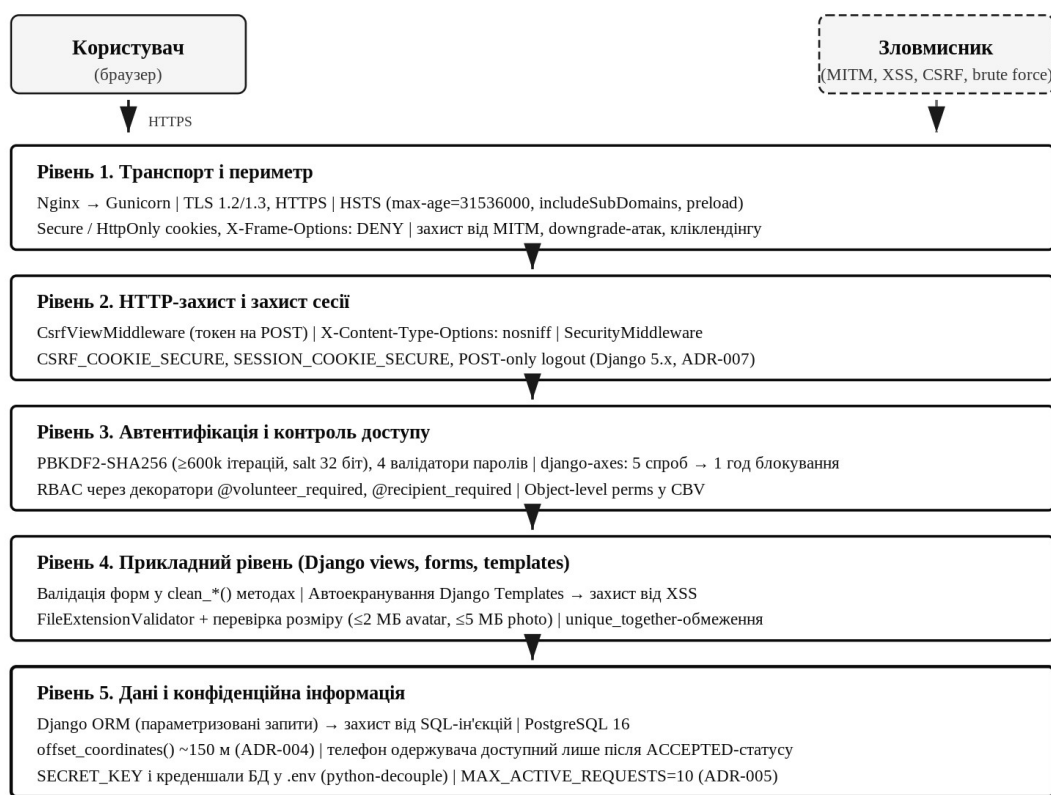 Користувач
(браузер)
Зловмисник
(MITM, XSS, CSRF, brute force)
HTTPS
Рівень 1. Транспорт і периметр
Nginx → Gunicorn | TLS 1.2/1.3, HTTPS | HSTS (max-age=31536000, includeSubDomains, preload)
Secure / HttpOnly cookies, X-Frame-Options: DENY | захист від MITM, downgrade-атак, кліклендінгу
Рівень 2. HTTP-захист і захист сесії
CsrfViewMiddleware (токен на POST) | X-Content-Type-Options: nosniff | SecurityMiddleware
CSRF_COOKIE_SECURE, SESSION_COOKIE_SECURE, POST-only logout (Django 5.x, ADR-007)
Рівень 3. Автентифікація і контроль доступу
PBKDF2-SHA256 (≥600k ітерацій, salt 32 біт), 4 валідатори паролів | django-axes: 5 спроб → 1 год блокування
RBAC через декоратори @volunteer_required, @recipient_required | Object-level perms у CBV
Рівень 4. Прикладний рівень (Django views, forms, templates)
Валідація форм у clean_*() методах | Автоекранування Django Templates → захист від XSS
FileExtensionValidator + перевірка розміру (≤2 МБ avatar, ≤5 МБ photo) | unique_together-обмеження
Рівень 5. Дані і конфіденційна інформація
Django ORM (параметризовані запити) → захист від SQL-ін'єкцій | PostgreSQL 16
offset_coordinates() ~150 м (ADR-004) | телефон одержувача доступний лише після ACCEPTED-статусу
SECRET_KEY і креденшали БД у .env (python-decouple) | MAX_ACTIVE_REQUESTS=10 (ADR-005)